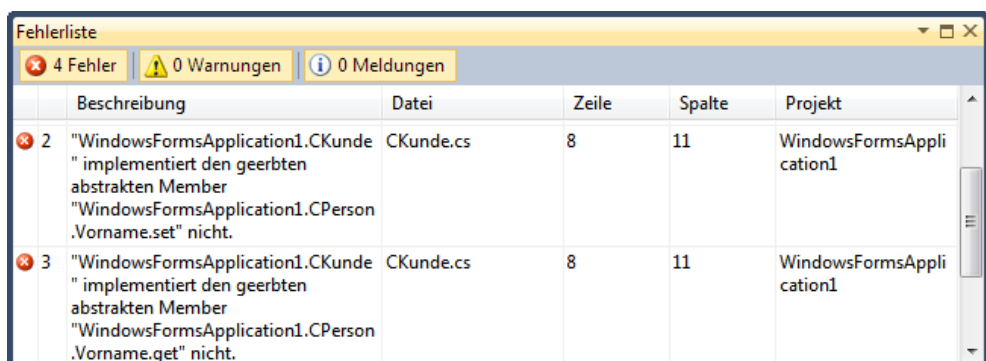 Fehlerliste
4 Fehler 0 Warnungen 0 Meldungen
Beschreibung Datei Zeile Spalte Projekt
2 "WindowsFormsApplication1.CKunde CKunde.cs 8 11 WindowsFormsAppli
" implementiert den geerbten cation1
abstrakten Member
"WindowsFormsApplication1.CPerson
.Vorname.set" nicht.
3 "WindowsFormsApplication1.CKunde CKunde.cs 8 11 WindowsFormsAppli
" implementiert den geerbten cation1
abstrakten Member
"WindowsFormsApplication1.CPerson
.Vorname.get" nicht.